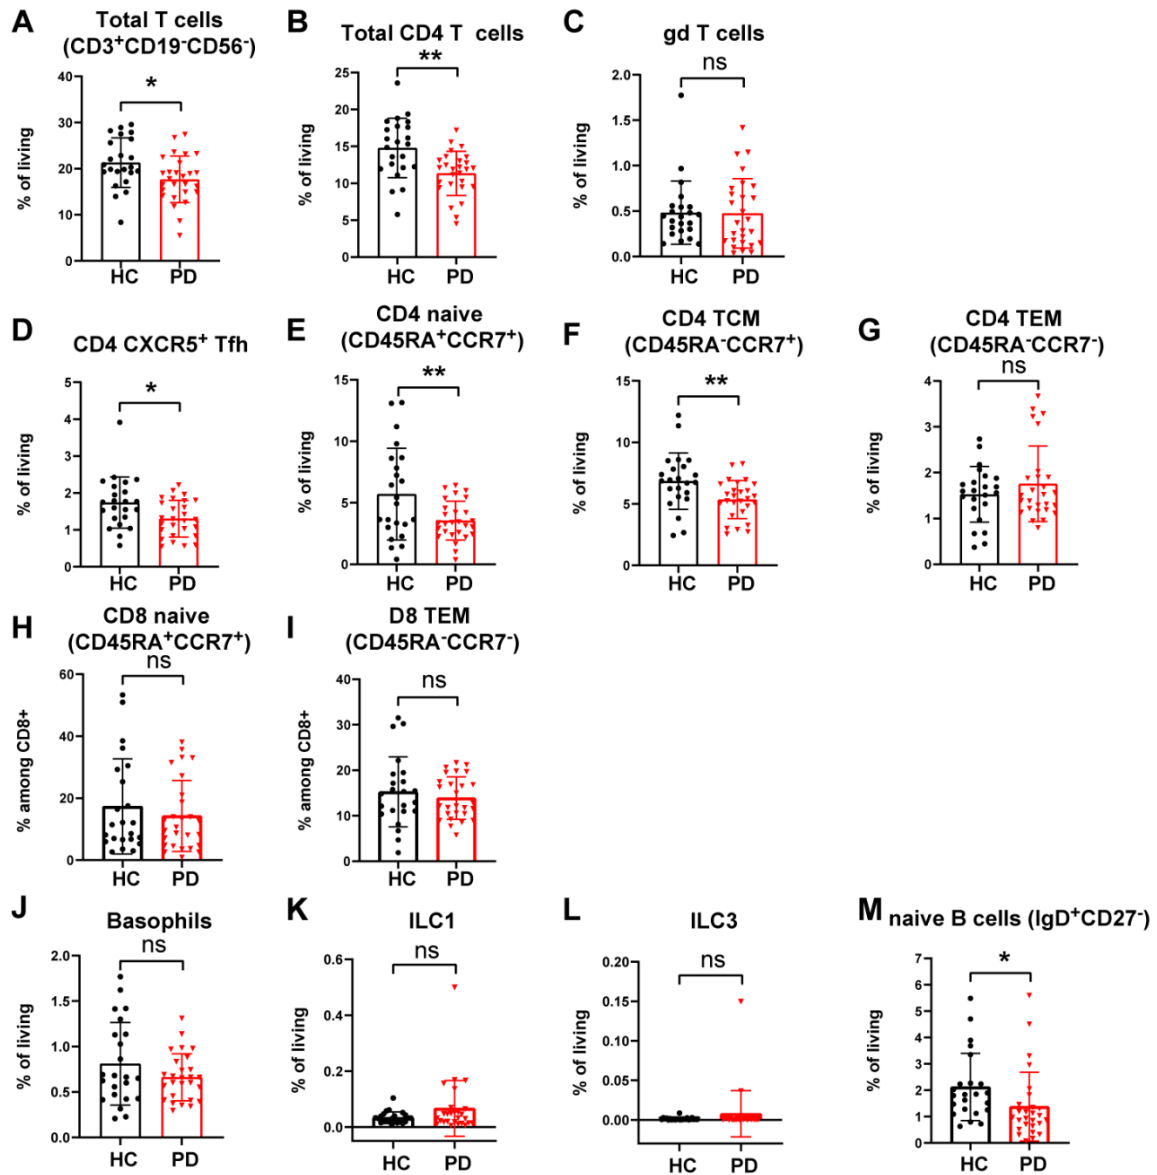 A
Total T cells
(CD3⁺CD19⁻CD56⁻)
% of living
40
30
20
10
0
*
HC
PD
B
Total CD4 T cells
% of living
25
20
15
10
5
0
**
HC
PD
C
gd T cells
% of living
2.0
1.5
1.0
0.5
0.0
ns
HC
PD
D
CD4 CXCR5⁺ Tfh
% of living
5
4
3
2
1
0
*
HC
PD
E
CD4 naive
(CD45RA⁺CCR7⁺)
% of living
15
10
5
0
**
HC
PD
F
CD4 TCM
(CD45RA⁻CCR7⁺)
% of living
15
10
5
0
**
HC
PD
G
CD4 TEM
(CD45RA⁻CCR7⁻)
% of living
4
3
2
1
0
ns
HC
PD
H
CD8 naive
(CD45RA⁺CCR7⁺)
% among CD8+
60
40
20
0
ns
HC
PD
I
D8 TEM
(CD45RA⁻CCR7⁻)
% among CD8+
40
30
20
10
0
ns
HC
PD
J
Basophils
% of living
2.0
1.5
1.0
0.5
0.0
ns
HC
PD
K
ILC1
% of living
0.6
0.4
0.2
0.0
ns
HC
PD
L
ILC3
% of living
0.20
0.15
0.10
0.05
0.00
ns
HC
PD
M
naive B cells (IgD⁺CD27⁻)
% of living
7
6
5
4
3
2
1
0
*
HC
PD